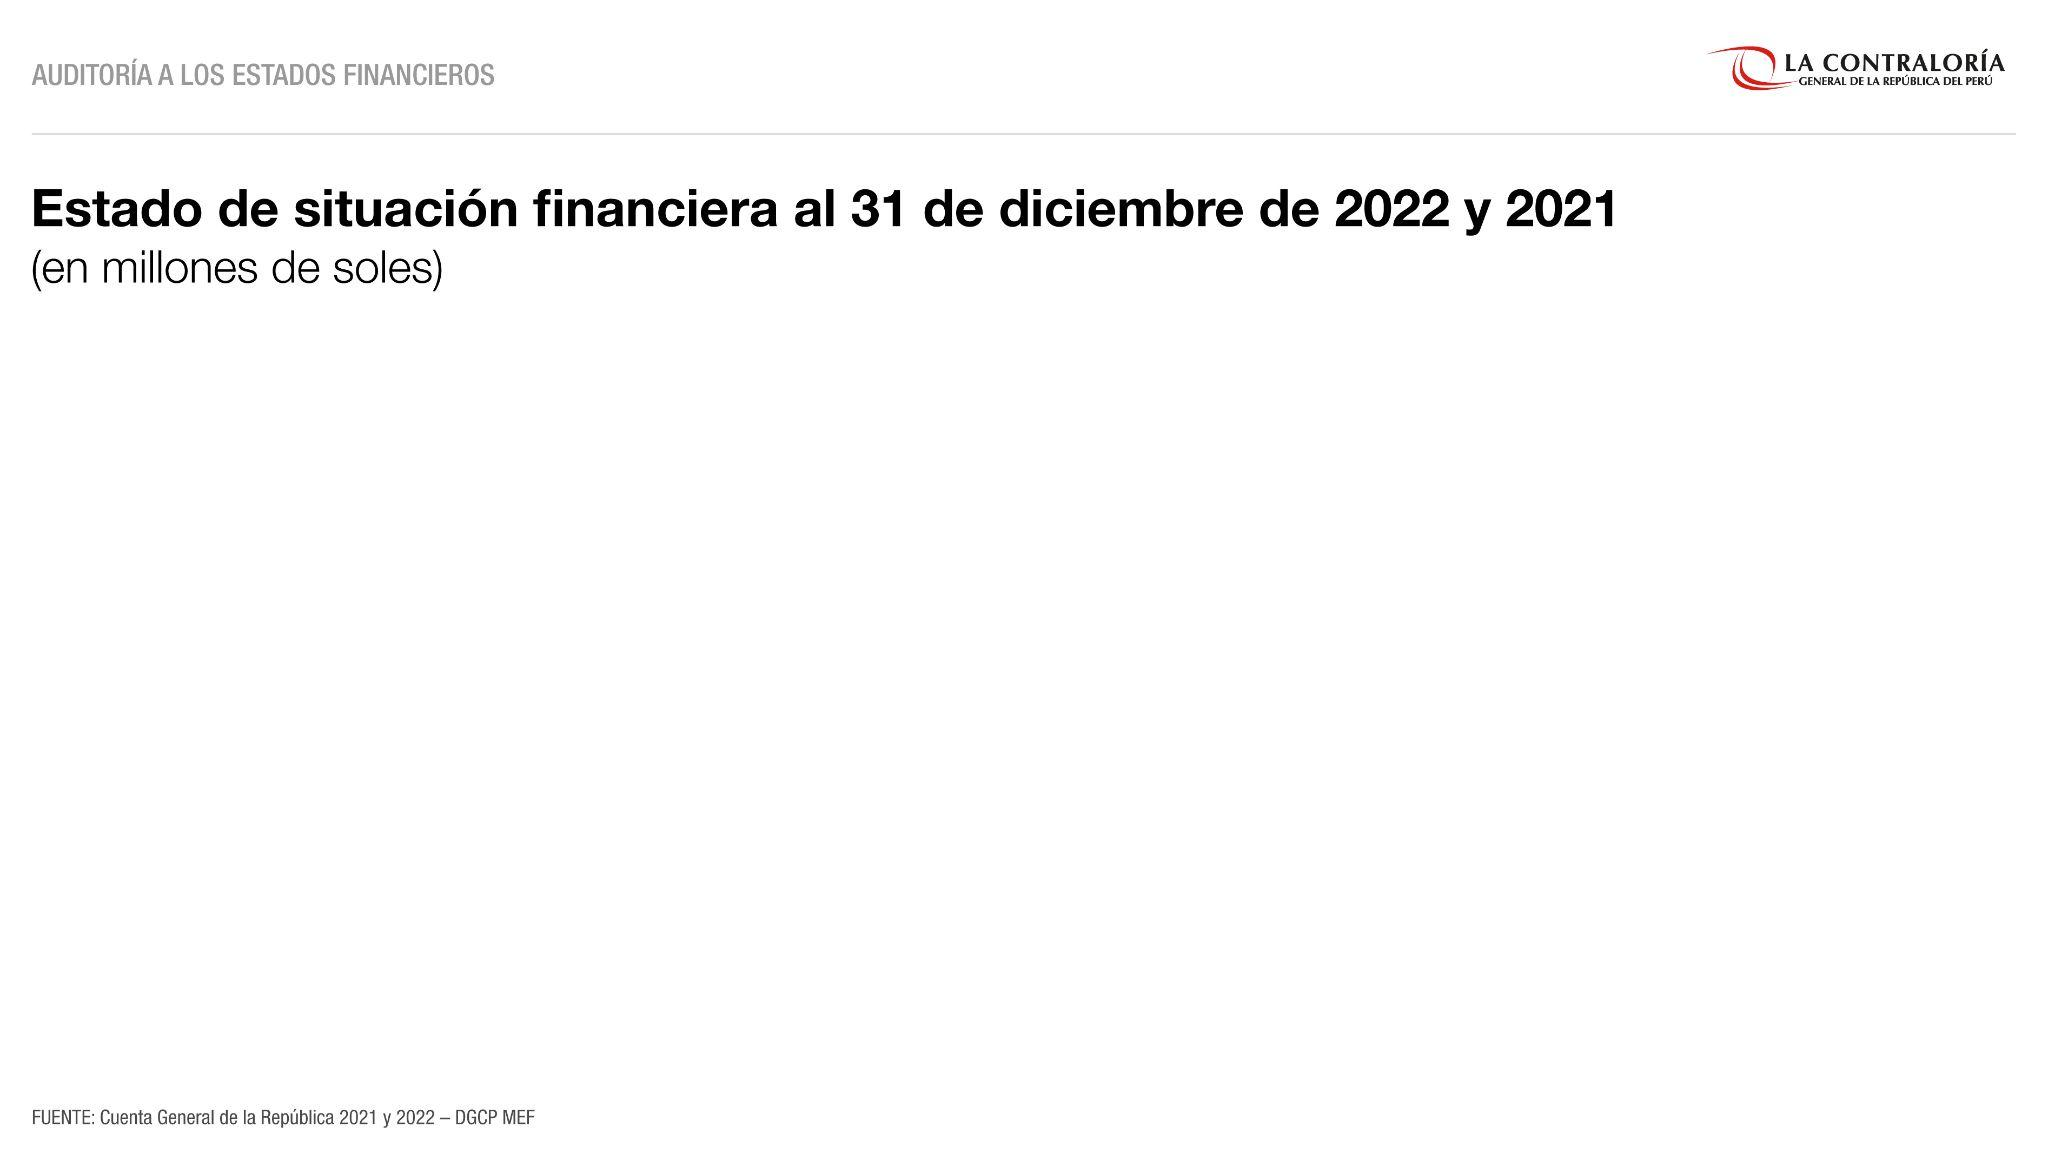 AUDITORÍA A LOS ESTADOS FINANCIEROS
LA CONTRALORÍA
GENERAL DE LA REPÚBLICA DEL PERÚ
Estado de situación financiera al 31 de diciembre de 2022 y 2021
(en millones de soles)
FUENTE: Cuenta General de la República 2021 y 2022 – DGCP MEF